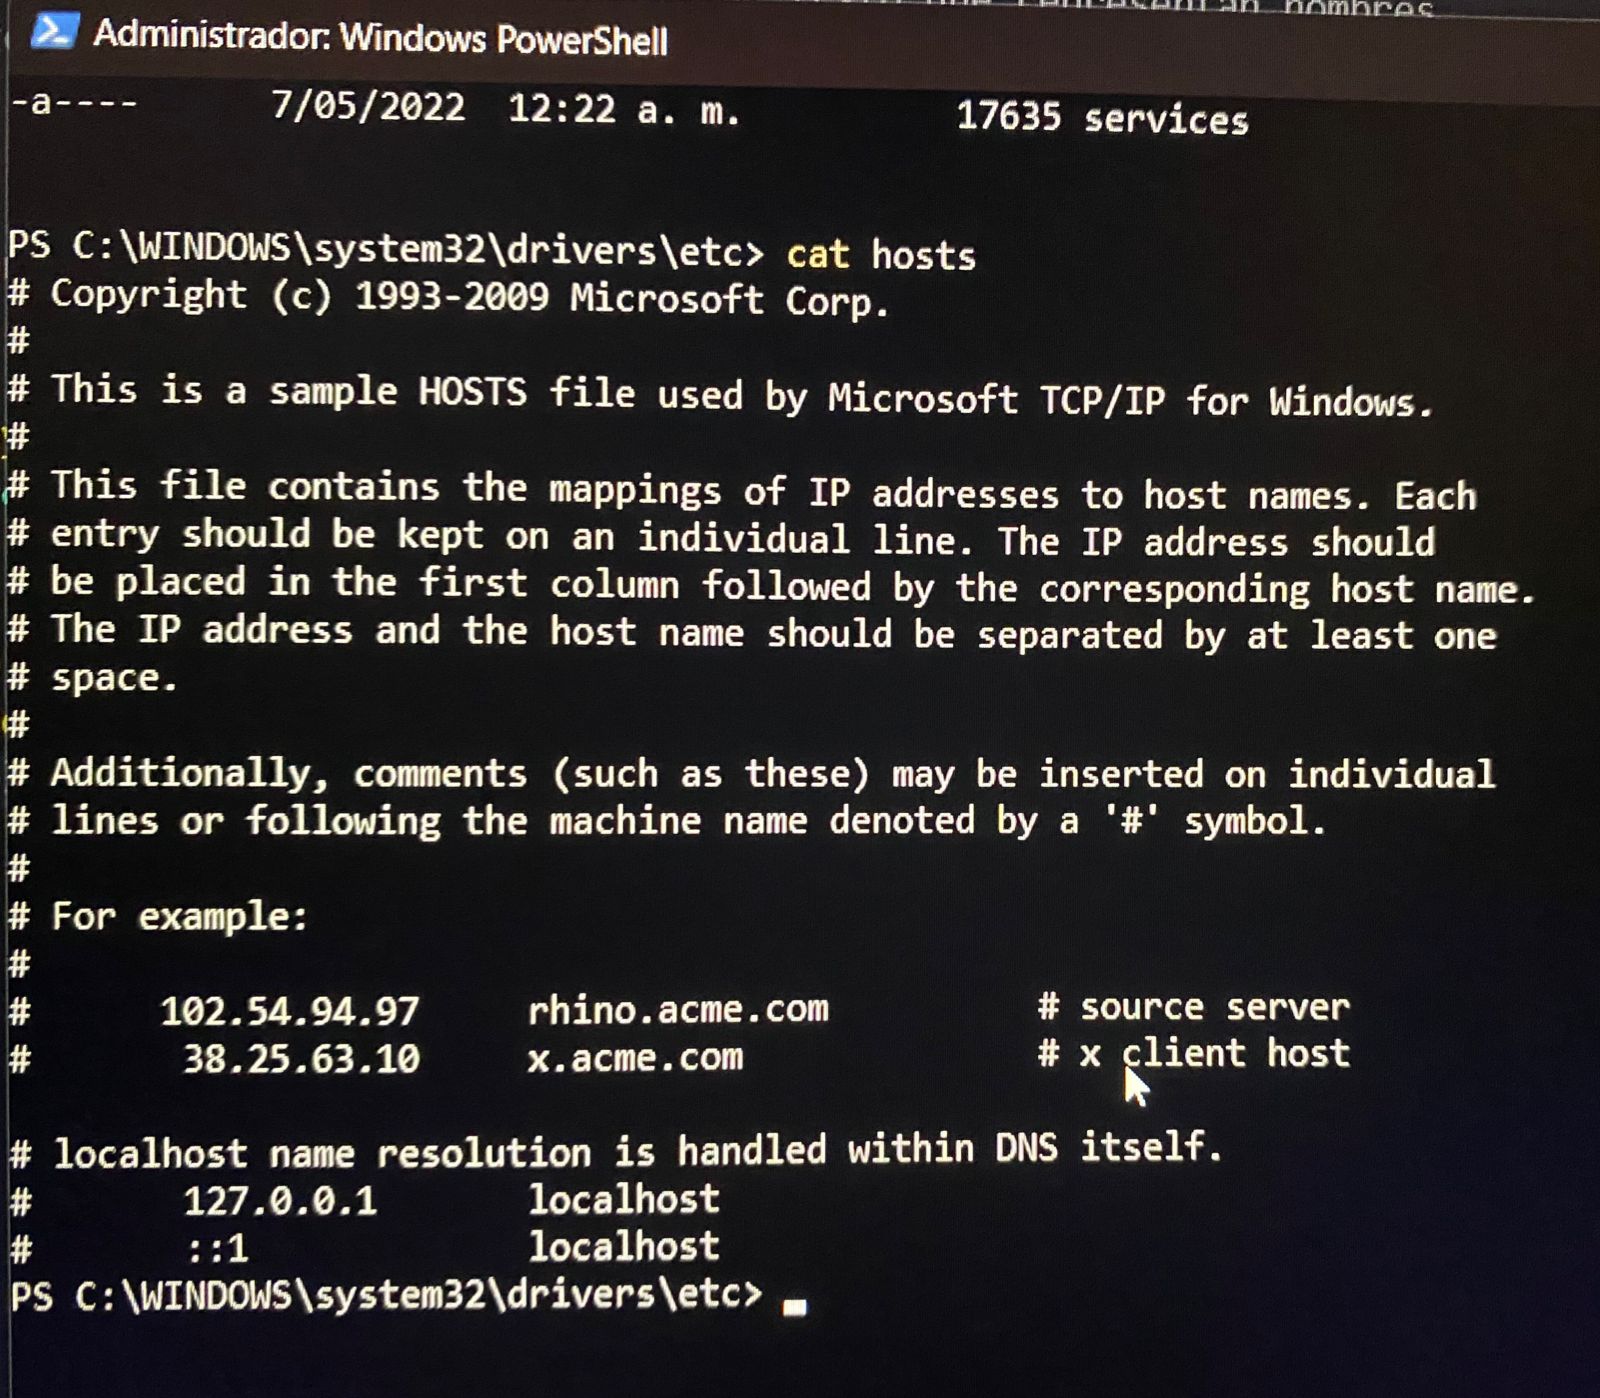 nombres
Administrador: Windows PowerShell
-a---- 7/05/2022 12:22 a. m. 17635 services
PS C:\WINDOWS\system32\drivers\etc> cat hosts
# Copyright (c) 1993-2009 Microsoft Corp.
#
# This is a sample HOSTS file used by Microsoft TCP/IP for Windows.
#
# This file contains the mappings of IP addresses to host names. Each
# entry should be kept on an individual line. The IP address should
# be placed in the first column followed by the corresponding host name.
# The IP address and the host name should be separated by at least one
# space.
#
# Additionally, comments (such as these) may be inserted on individual
# lines or following the machine name denoted by a '#' symbol.
#
# For example:
#
# 102.54.94.97 rhino.acme.com # source server
# 38.25.63.10 x.acme.com # x client host
# localhost name resolution is handled within DNS itself.
# 127.0.0.1 localhost
# ::1 localhost
PS C:\WINDOWS\system32\drivers\etc>